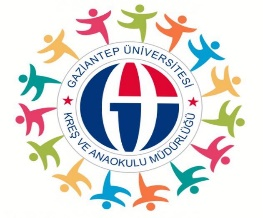 GAZİANTEP ÜNİVERSİTESİ
KREŞ VE ANAOKULU MÜDÜRLÜĞÜ